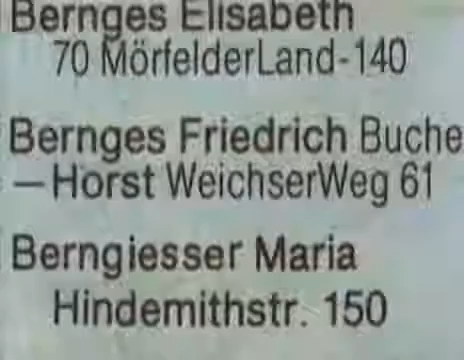 Bernges Elisabeth
70 MörfelderLand-140
Bernges Friedrich Buche
—Horst WeichserWeg 61
Berngiesser Maria
Hindemithstr. 150